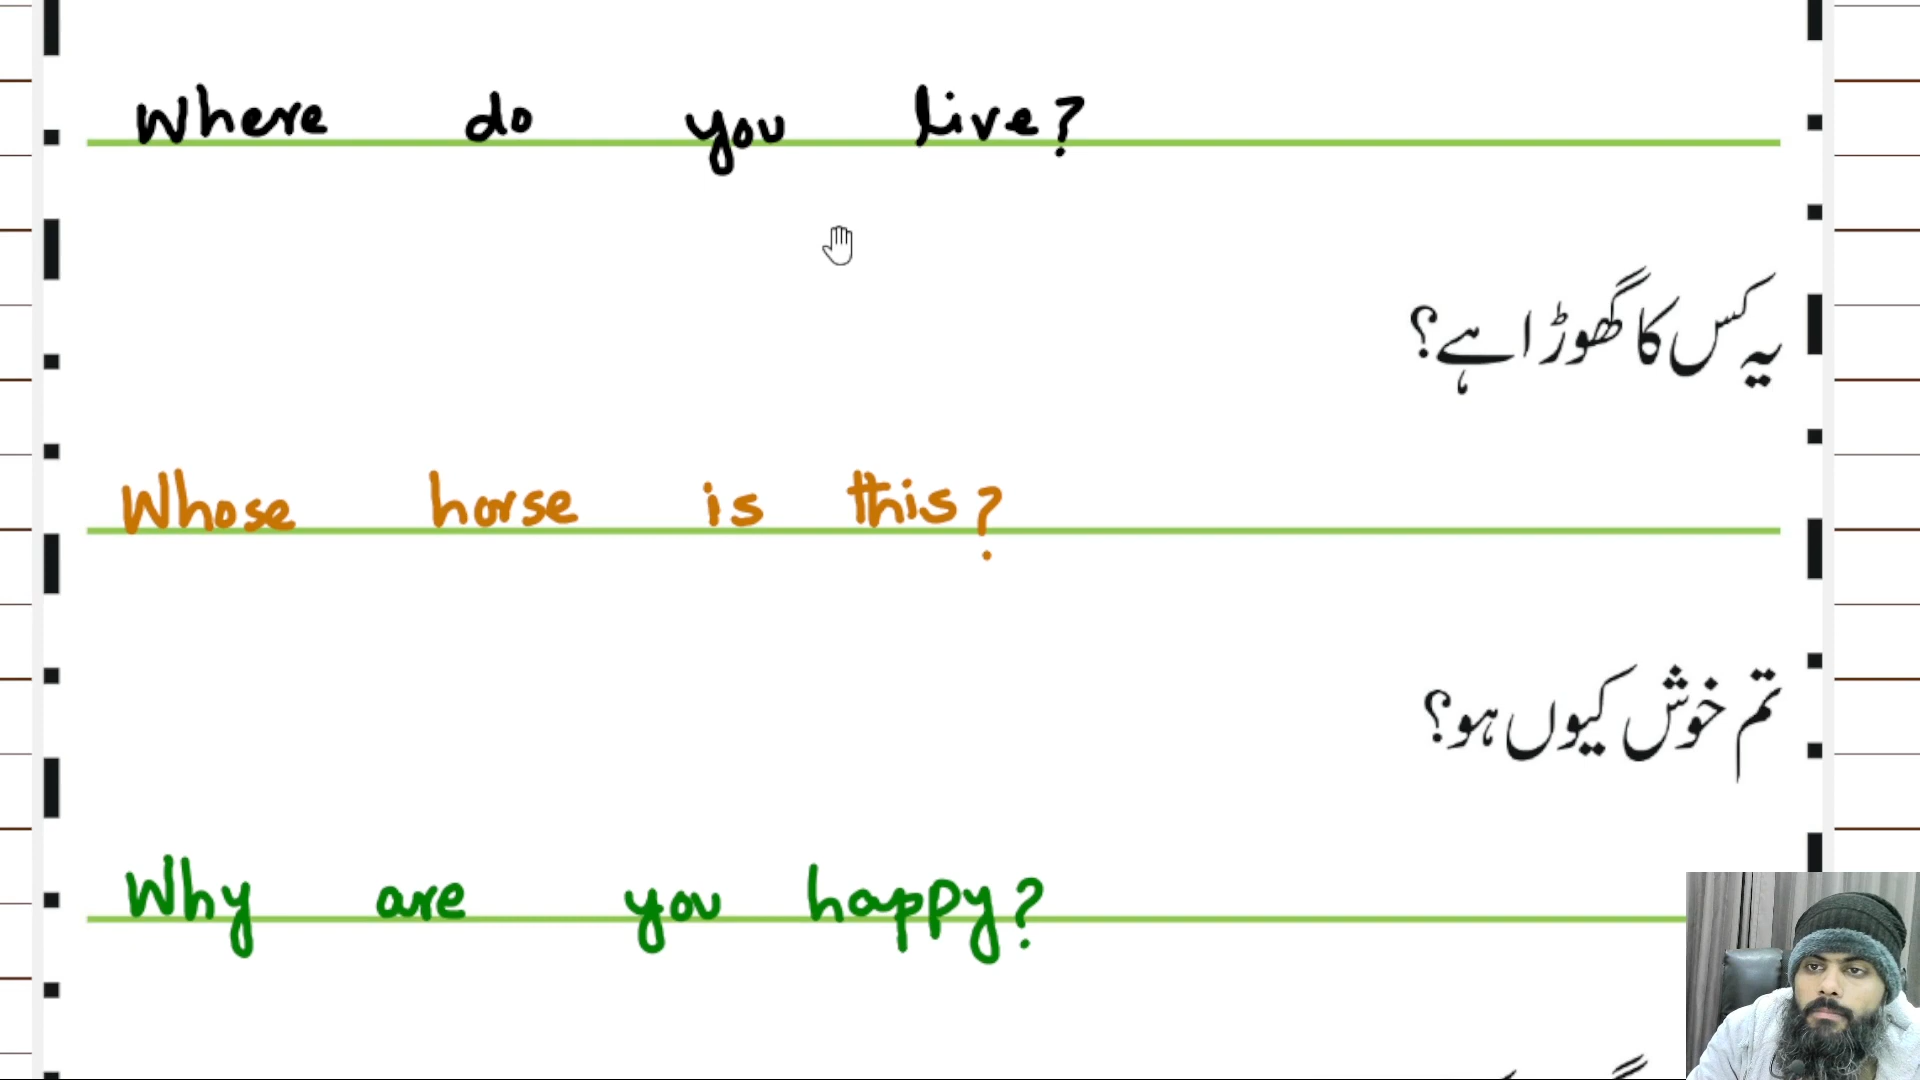 Where do you live?
یہ کس کا گھوڑا ہے؟
Whose horse is this?
تم خوش کیوں ہو؟
Why are you happy?